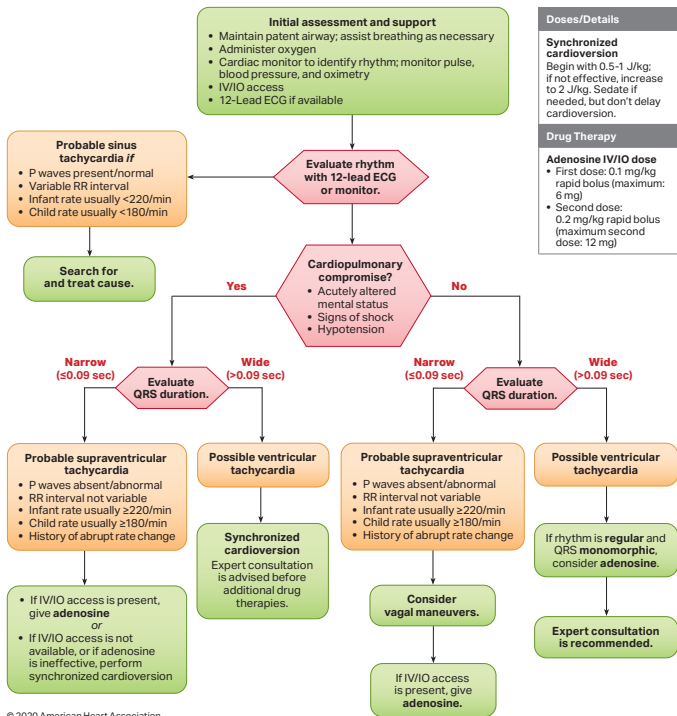 Initial assessment and support
• Maintain patent airway; assist breathing as necessary
• Administer oxygen
• Cardiac monitor to identify rhythm; monitor pulse,
blood pressure, and oximetry
• IV/IO access
• 12-Lead ECG if available
Doses/Details
Synchronized
cardioversion
Begin with 0.5-1 J/kg;
if not effective, increase
to 2 J/kg. Sedate if
needed, but don't delay
cardioversion.
Drug Therapy
Adenosine IV/IO dose
• First dose: 0.1 mg/kg
rapid bolus (maximum:
6 mg)
• Second dose:
0.2 mg/kg rapid bolus
(maximum second
dose: 12 mg)
Probable sinus
tachycardia if
• P waves present/normal
• Variable RR interval
• Infant rate usually <220/min
• Child rate usually <180/min
Evaluate rhythm
with 12-lead ECG
or monitor.
Search for
and treat cause.
Cardiopulmonary
compromise?
• Acutely altered
mental status
• Signs of shock
• Hypotension
Yes
No
Narrow
(≤0.09 sec)
Evaluate
QRS duration.
Wide
(>0.09 sec)
Narrow
(≤0.09 sec)
Evaluate
QRS duration.
Wide
(>0.09 sec)
Probable supraventricular
tachycardia
• P waves absent/abnormal
• RR interval not variable
• Infant rate usually ≥220/min
• Child rate usually ≥180/min
• History of abrupt rate change
Possible ventricular
tachycardia
Probable supraventricular
tachycardia
• P waves absent/abnormal
• RR interval not variable
• Infant rate usually ≥220/min
• Child rate usually ≥180/min
• History of abrupt rate change
Possible ventricular
tachycardia
Synchronized
cardioversion
Expert consultation
is advised before
additional drug
therapies.
If rhythm is regular and
QRS monomorphic,
consider adenosine.
• If IV/IO access is present,
give adenosine
or
• If IV/IO access is not
available, or if adenosine
is ineffective, perform
synchronized cardioversion
Consider
vagal maneuvers.
Expert consultation
is recommended.
If IV/IO access
is present, give
adenosine.
© 2020 American Heart Association